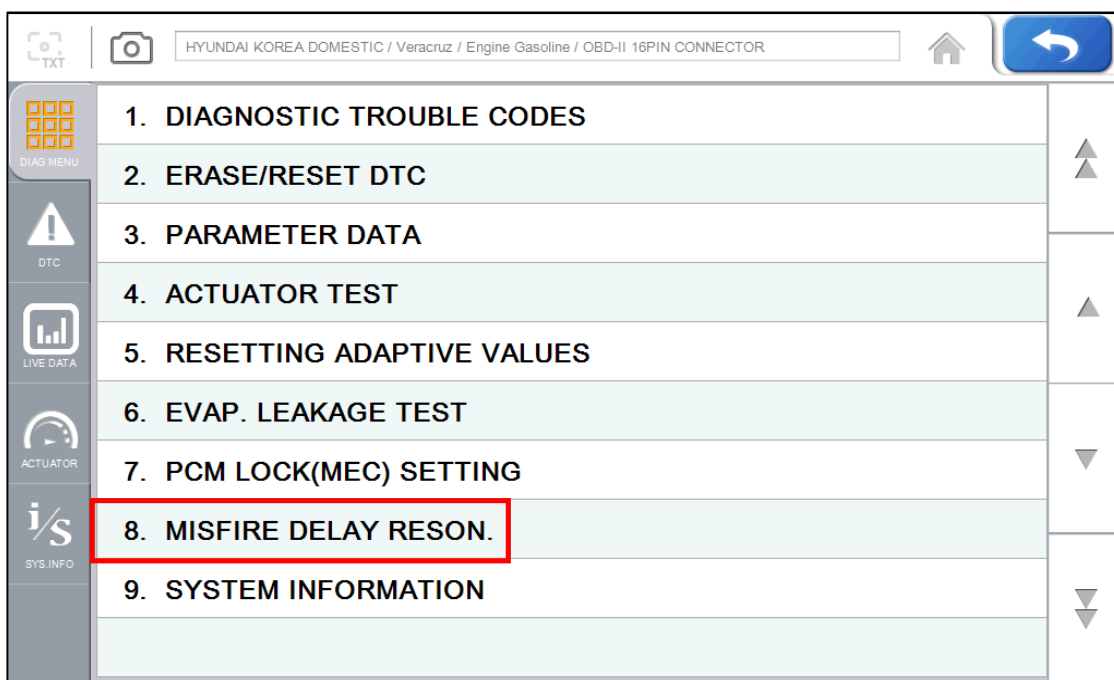 TXT
HYUNDAI KOREA DOMESTIC / Veracruz / Engine Gasoline / OBD-II 16PIN CONNECTOR
DIAG MENU
DTC
LIVE DATA
ACTUATOR
i/S
SYS.INFO
1. DIAGNOSTIC TROUBLE CODES
2. ERASE/RESET DTC
3. PARAMETER DATA
4. ACTUATOR TEST
5. RESETTING ADAPTIVE VALUES
6. EVAP. LEAKAGE TEST
7. PCM LOCK(MEC) SETTING
8. MISFIRE DELAY RESON.
9. SYSTEM INFORMATION